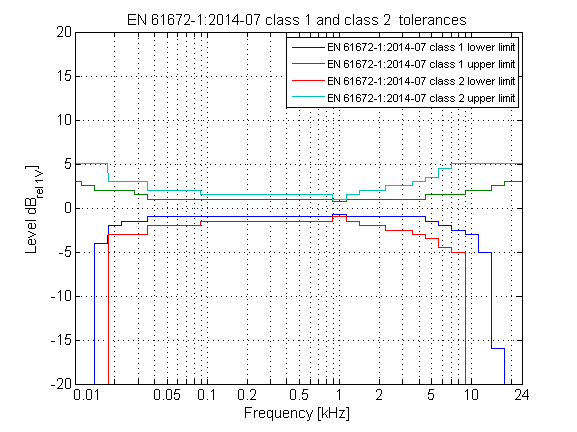 EN 61672-1:2014-07 class 1 and class 2 tolerances
EN 61672-1:2014-07 class 1 lower limit
EN 61672-1:2014-07 class 1 upper limit
EN 61672-1:2014-07 class 2 lower limit
EN 61672-1:2014-07 class 2 upper limit
20
15
10
5
0
-5
-10
-15
-20
Level dBrel 1V]
0.01 0.05 0.1 0.2 0.5 1 2 5 10 24
Frequency [kHz]